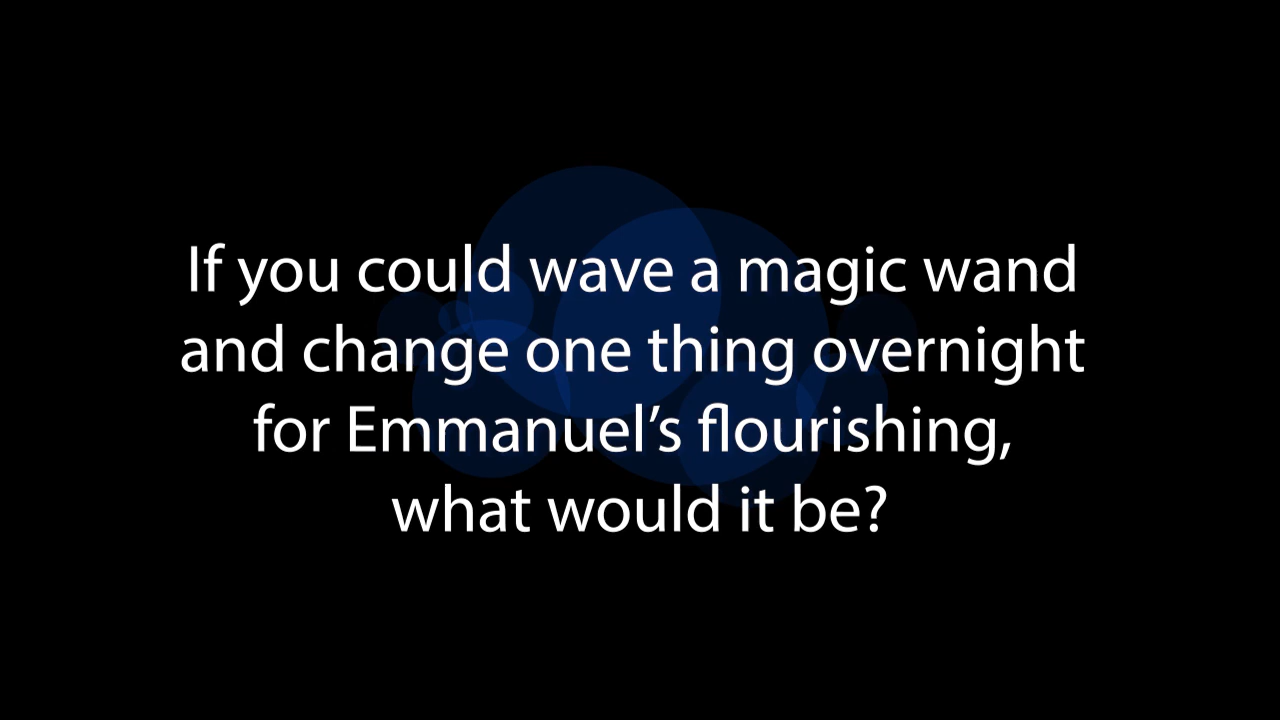 If you could wave a magic wand
and change one thing overnight
for Emmanuel’s flourishing,
what would it be?